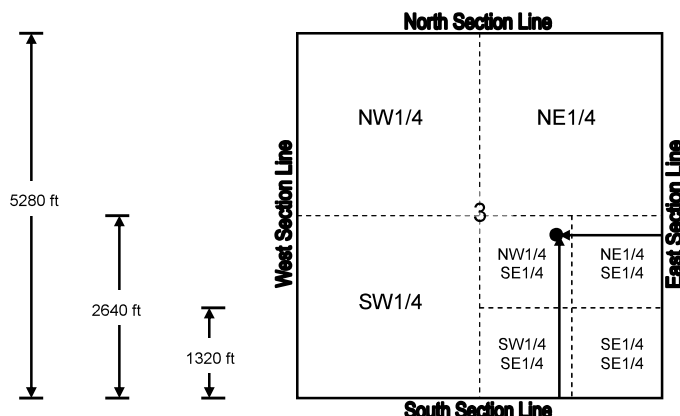 North Section Line
NW1/4
NE1/4
West Section Line
East Section Line
5280 ft
3
NW1/4
SE1/4
NE1/4
SE1/4
2640 ft
SW1/4
1320 ft
SW1/4
SE1/4
SE1/4
SE1/4
South Section Line